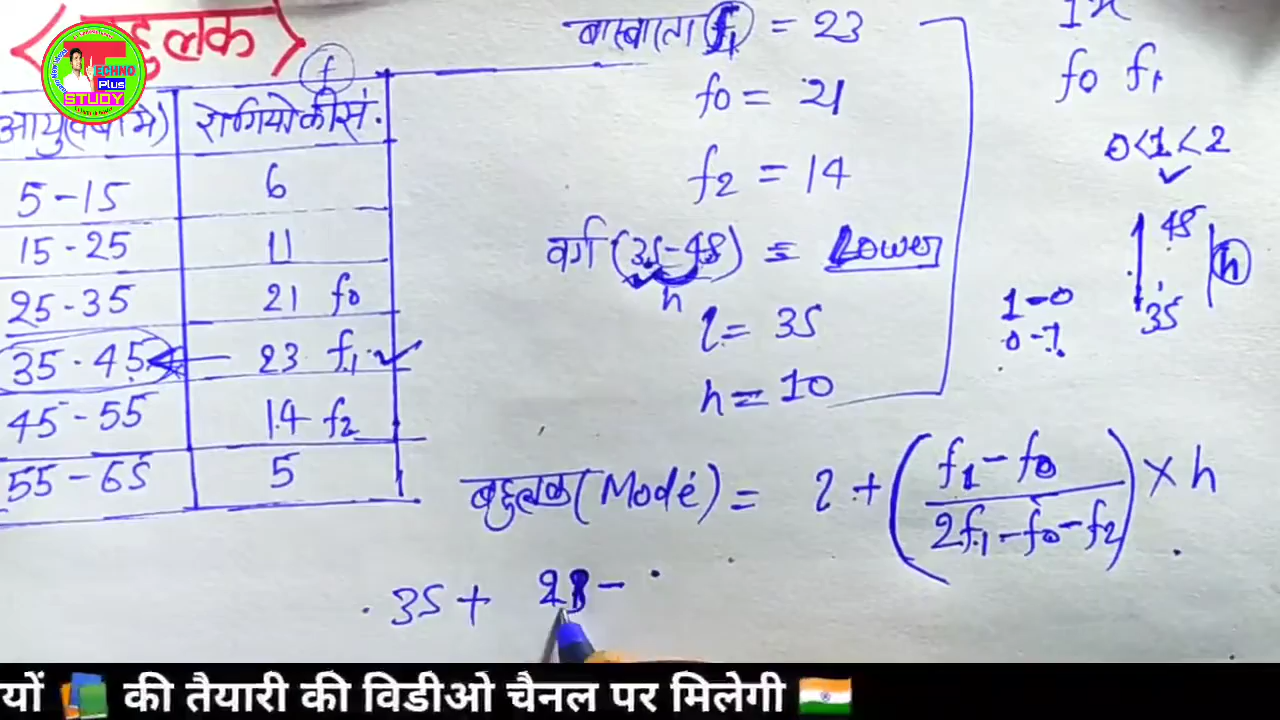 बहुलक
TECHNO
Plus
STUDY
आयु(वर्षों में) रोगियो की सं. f
5-15 6
15-25 11
25-35 21 f0
35-45 23 f1
45-55 14 f2
55-65 5
बारंबारता f1 = 23
f0 = 21
f2 = 14
वर्ग (35-45) = Lower
h
l = 35
h = 10
f0 f1
0<1<2
45
35
h
1-0
बहुलक (Mode) = l + (f1-f0 / 2f1-f0-f2) × h
35 + 23 -
यों 📚 की तैयारी की विडीओ चैनल पर मिलेगी 🇮🇳